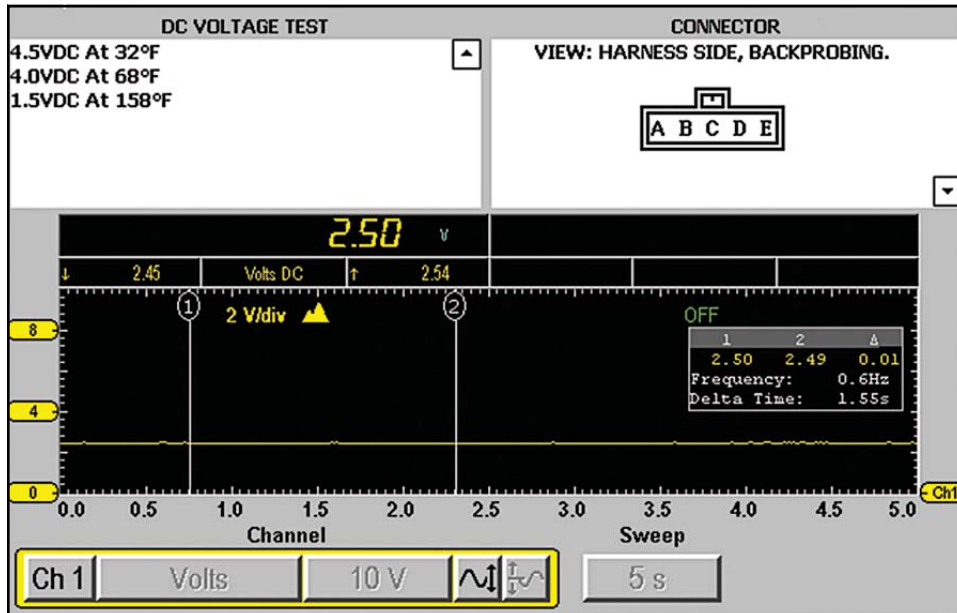 DC VOLTAGE TEST
4.5VDC At 32°F
4.0VDC At 68°F
1.5VDC At 158°F
CONNECTOR
VIEW: HARNESS SIDE, BACKPROBING.
A B C D E
2.50 V
↓ 2.45 Volts DC ↑ 2.54
1 2 V/div 2 OFF
1 2 Δ
2.50 2.49 0.01
Frequency: 0.6Hz
Delta Time: 1.55s
8
4
0 Ch1
0.0 0.5 1.0 1.5 2.0 2.5 3.0 3.5 4.0 4.5 5.0
Channel Sweep
Ch 1 Volts 10 V 5 s